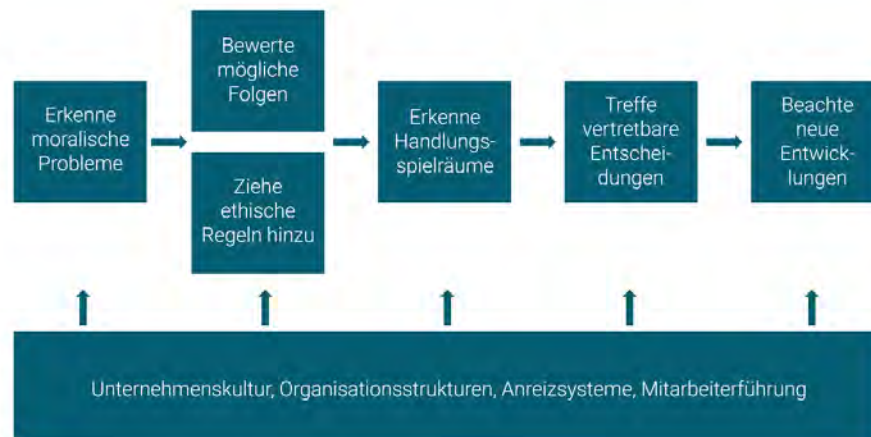 Erkenne
moralische
Probleme
Bewerte
mögliche
Folgen
Ziehe
ethische
Regeln hinzu
Erkenne
Handlungs-
spielräume
Treffe
vertretbare
Entschei-
dungen
Beachte
neue
Entwick-
lungen
Unternehmenskultur, Organisationsstrukturen, Anreizsysteme, Mitarbeiterführung